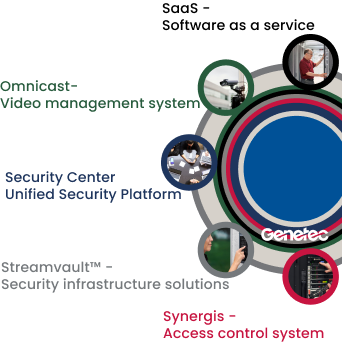 SaaS -
Software as a service
Omnicast-
Video management system
Security Center
Unified Security Platform
Genetec
Streamvault™ -
Security infrastructure solutions
Synergis -
Access control system